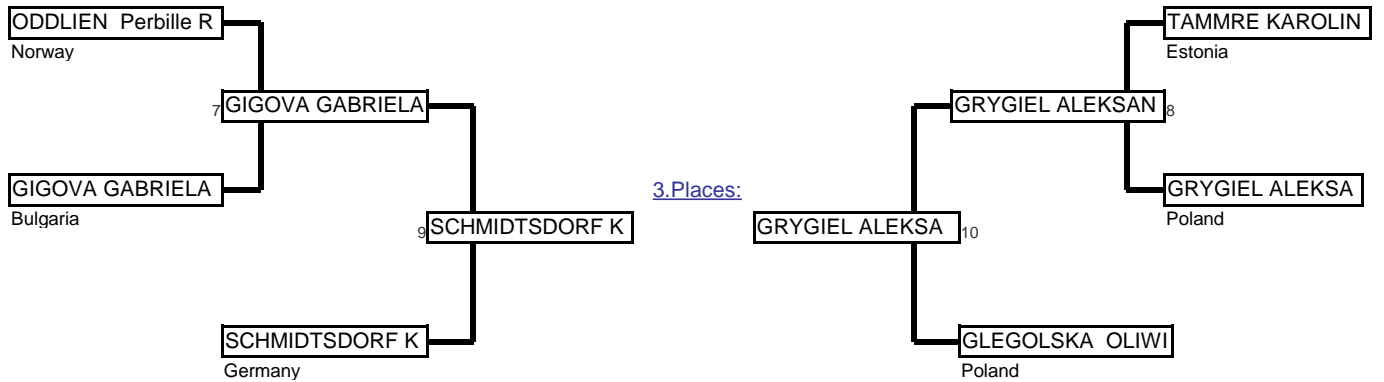 ODDLIEN  Perbille R
Norway
TAMMRE KAROLIN
Estonia
7 GIGOVA GABRIELA
GRYGIEL ALEKSAN 8
GIGOVA GABRIELA
Bulgaria
3.Places:
GRYGIEL ALEKSA
Poland
9 SCHMIDTSDORF K
GRYGIEL ALEKSA 10
SCHMIDTSDORF K
Germany
GLEGOLSKA  OLIWI
Poland